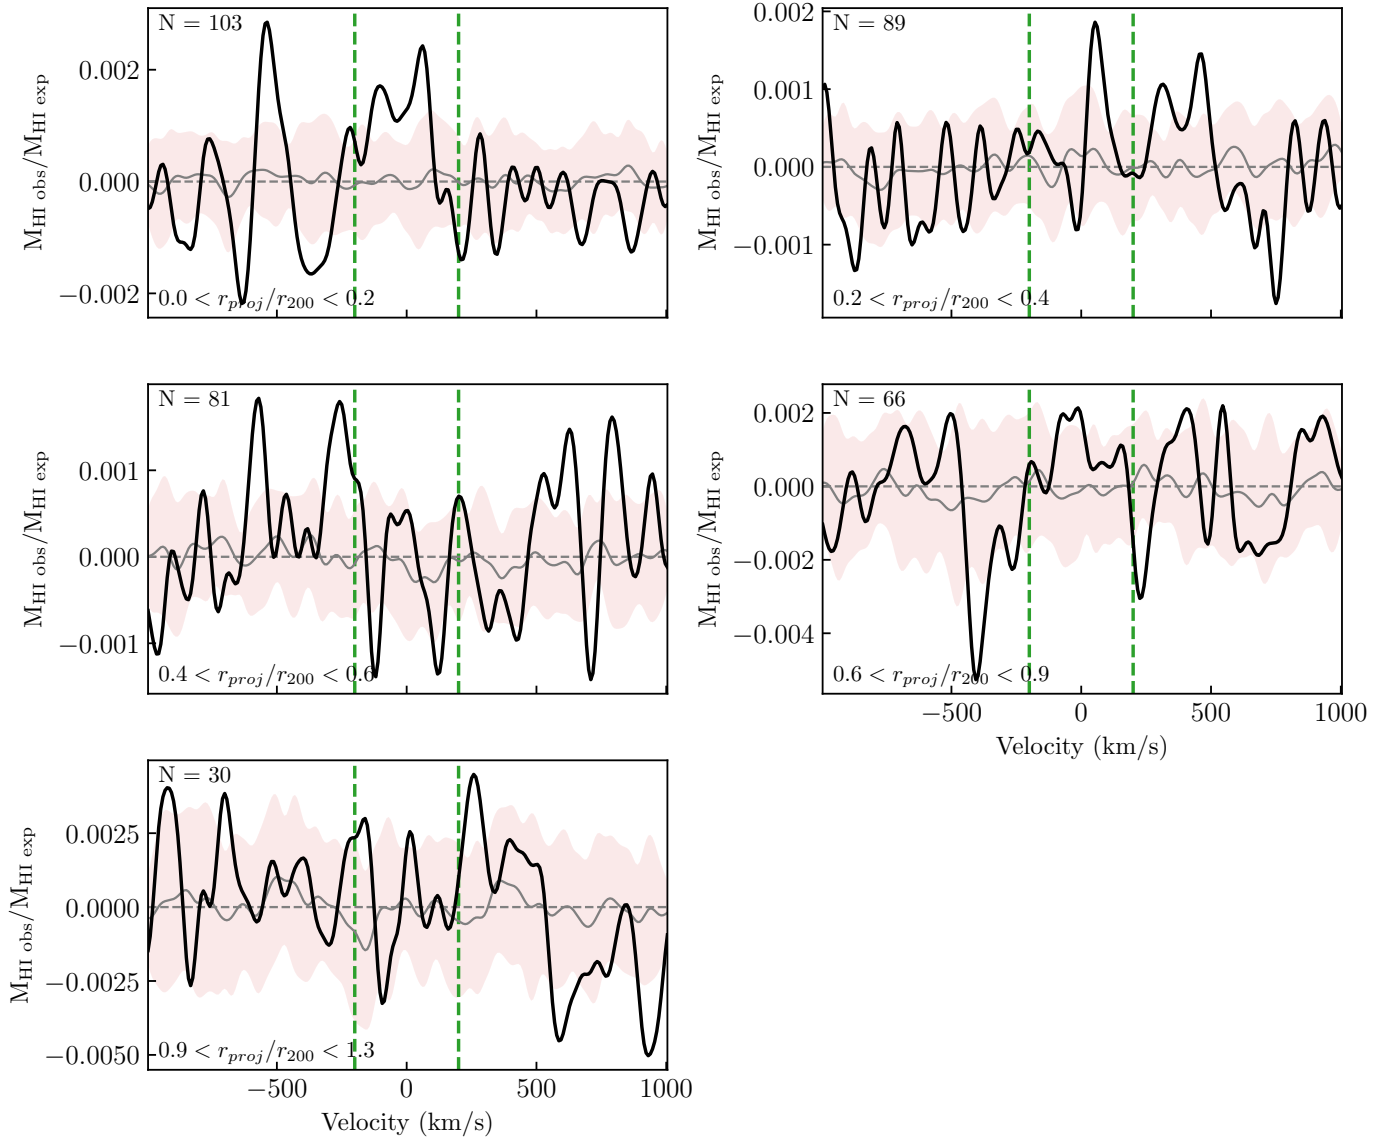 N = 103
0.002
0.000
−0.002
M_HI obs/M_HI exp
0.0 < r_proj/r_200 < 0.2
N = 89
0.002
0.001
0.000
−0.001
M_HI obs/M_HI exp
0.2 < r_proj/r_200 < 0.4
N = 81
0.001
0.000
−0.001
M_HI obs/M_HI exp
0.4 < r_proj/r_200 < 0.6
N = 66
0.002
0.000
−0.002
−0.004
M_HI obs/M_HI exp
0.6 < r_proj/r_200 < 0.9
−500 0 500 1000
Velocity (km/s)
N = 30
0.0025
0.0000
−0.0025
−0.0050
M_HI obs/M_HI exp
0.9 < r_proj/r_200 < 1.3
−500 0 500 1000
Velocity (km/s)